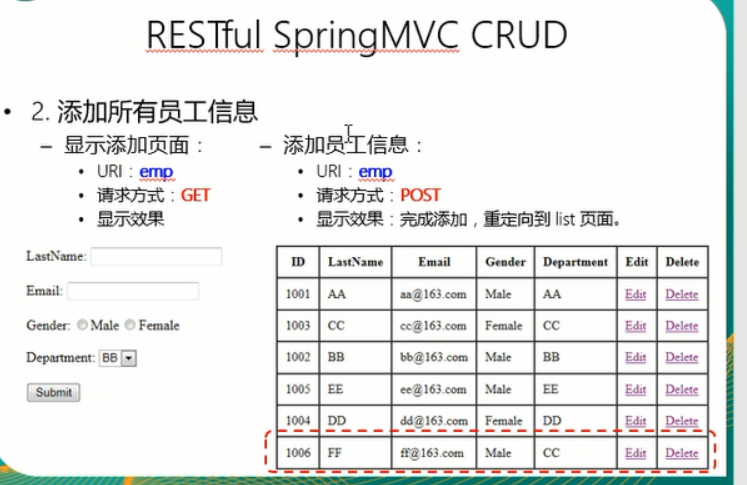 RESTful SpringMVC CRUD
• 2. 添加所有员工信息
– 显示添加页面：
• URI：emp
• 请求方式：GET
• 显示效果
– 添加员工信息：
• URI：emp
• 请求方式：POST
• 显示效果：完成添加，重定向到 list 页面。
LastName:
Email:
Gender: Male Female
Department: BB
Submit
ID LastName Email Gender Department Edit Delete
1001 AA aa@163.com Male AA Edit Delete
1003 CC cc@163.com Female CC Edit Delete
1002 BB bb@163.com Male BB Edit Delete
1005 EE ee@163.com Male EE Edit Delete
1004 DD dd@163.com Female DD Edit Delete
1006 FF ff@163.com Male CC Edit Delete